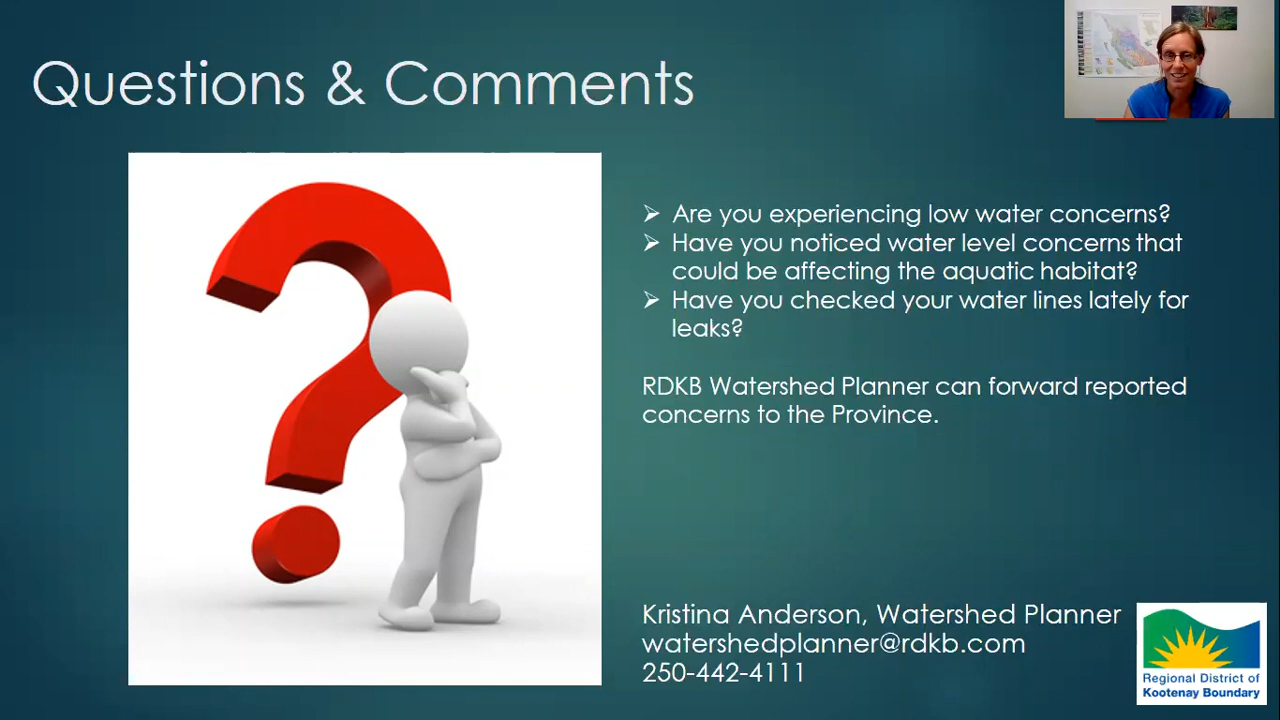 Questions & Comments
➢ Are you experiencing low water concerns?
➢ Have you noticed water level concerns that
could be affecting the aquatic habitat?
➢ Have you checked your water lines lately for
leaks?
RDKB Watershed Planner can forward reported
concerns to the Province.
Kristina Anderson, Watershed Planner
watershedplanner@rdkb.com
250-442-4111
Regional District of
Kootenay Boundary